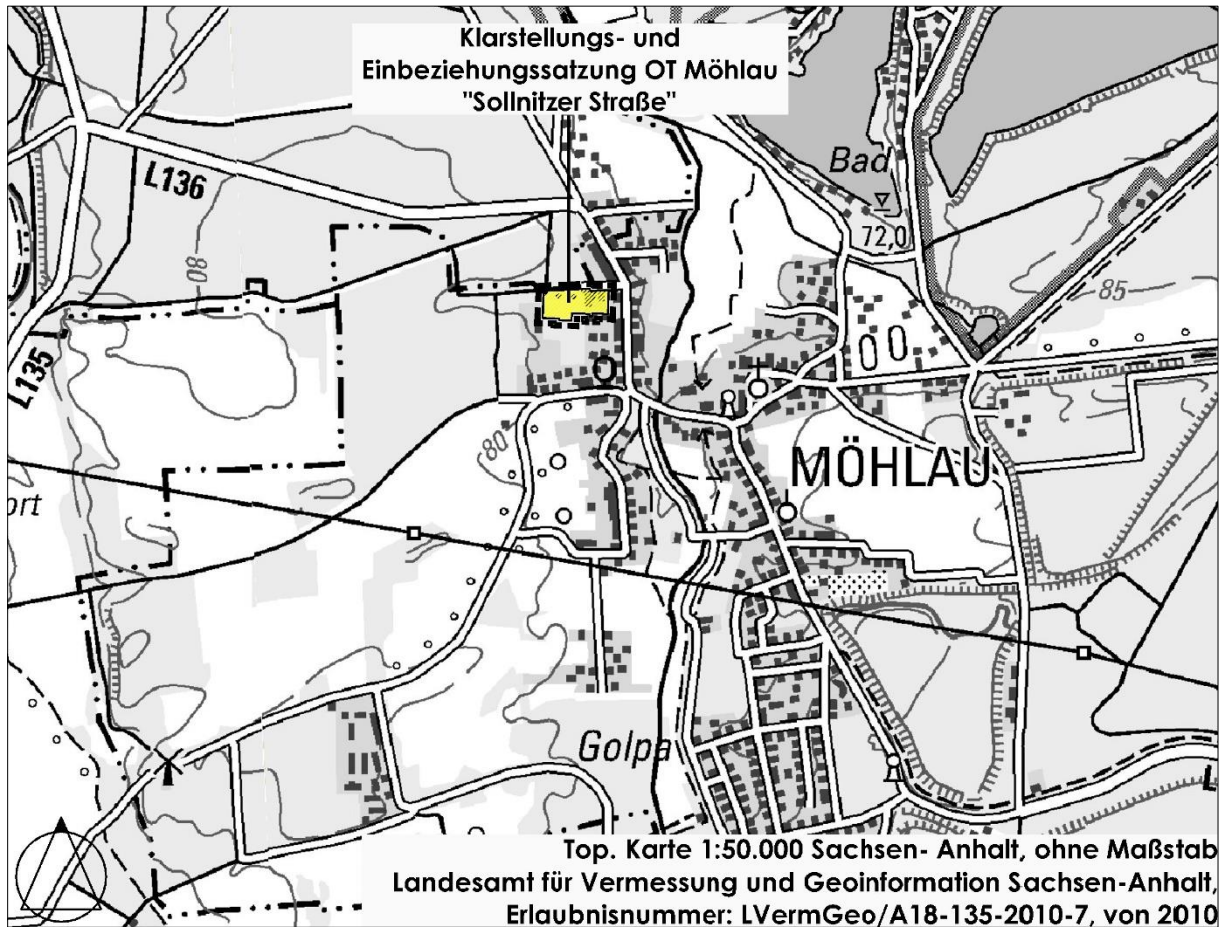 Klarstellungs- und
Einbeziehungssatzung OT Möhlau
"Sollnitzer Straße"
L136
Bad
72,0
80
85
L135
80
MÖHLAU
ort
Golpa
Top. Karte 1:50.000 Sachsen- Anhalt, ohne Maßstab
Landesamt für Vermessung und Geoinformation Sachsen-Anhalt,
Erlaubnisnummer: LVermGeo/A18-135-2010-7, von 2010